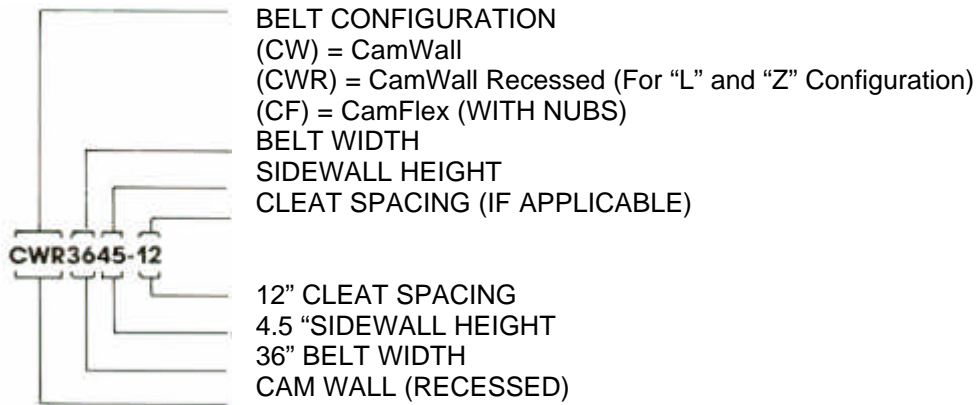 BELT CONFIGURATION
(CW) = CamWall
(CWR) = CamWall Recessed (For “L” and “Z” Configuration)
(CF) = CamFlex (WITH NUBS)
BELT WIDTH
SIDEWALL HEIGHT
CLEAT SPACING (IF APPLICABLE)
CWR3645-12
12” CLEAT SPACING
4.5 “SIDEWALL HEIGHT
36” BELT WIDTH
CAM WALL (RECESSED)